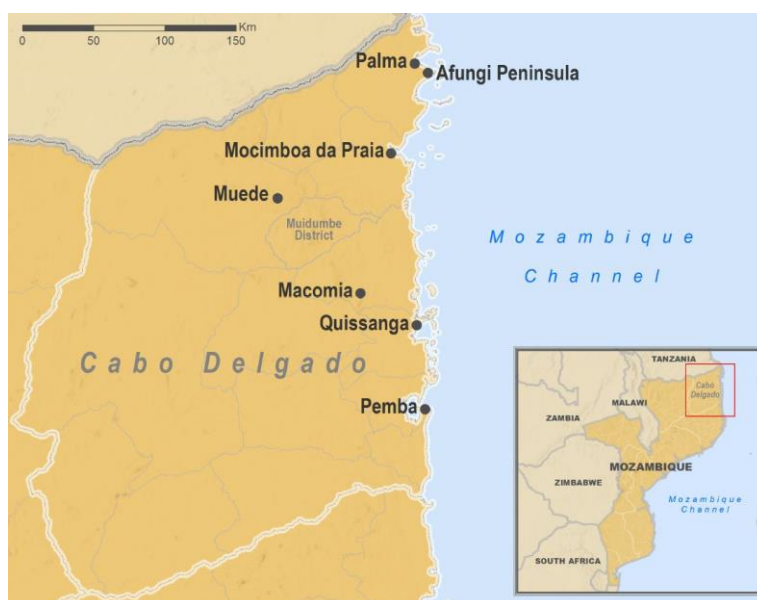 Km
0 50 100 150
Palma
Afungi Peninsula
Mocimboa da Praia
Muede
Muidumbe
District
Mozambique
Channel
Macomia
Quissanga
Cabo Delgado
Pemba
TANZANIA
Cabo
Delgado
MALAWI
ZAMBIA
MOZAMBIQUE
ZIMBABWE
Mozambique
Channel
SOUTH AFRICA